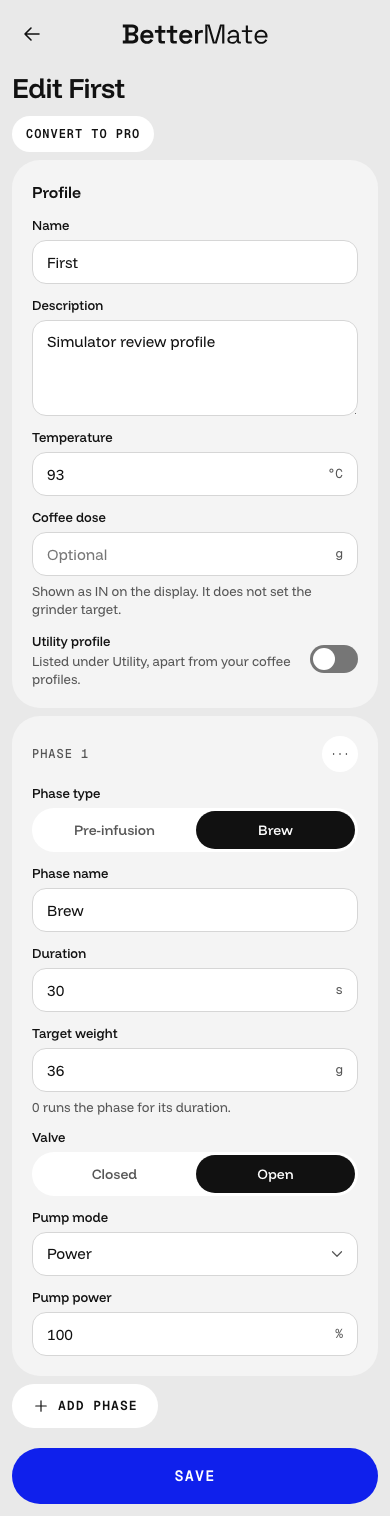 BetterMate
Edit First
CONVERT TO PRO
Profile
Name
First
Description
Simulator review profile
Temperature
93
°C
Coffee dose
Optional
g
Shown as IN on the display. It does not set the
grinder target.
Utility profile
Listed under Utility, apart from your coffee
profiles.
PHASE 1
...
Phase type
Pre-infusion
Brew
Phase name
Brew
Duration
30
s
Target weight
36
g
0 runs the phase for its duration.
Valve
Closed
Open
Pump mode
Power
Pump power
100
%
+ ADD PHASE
SAVE